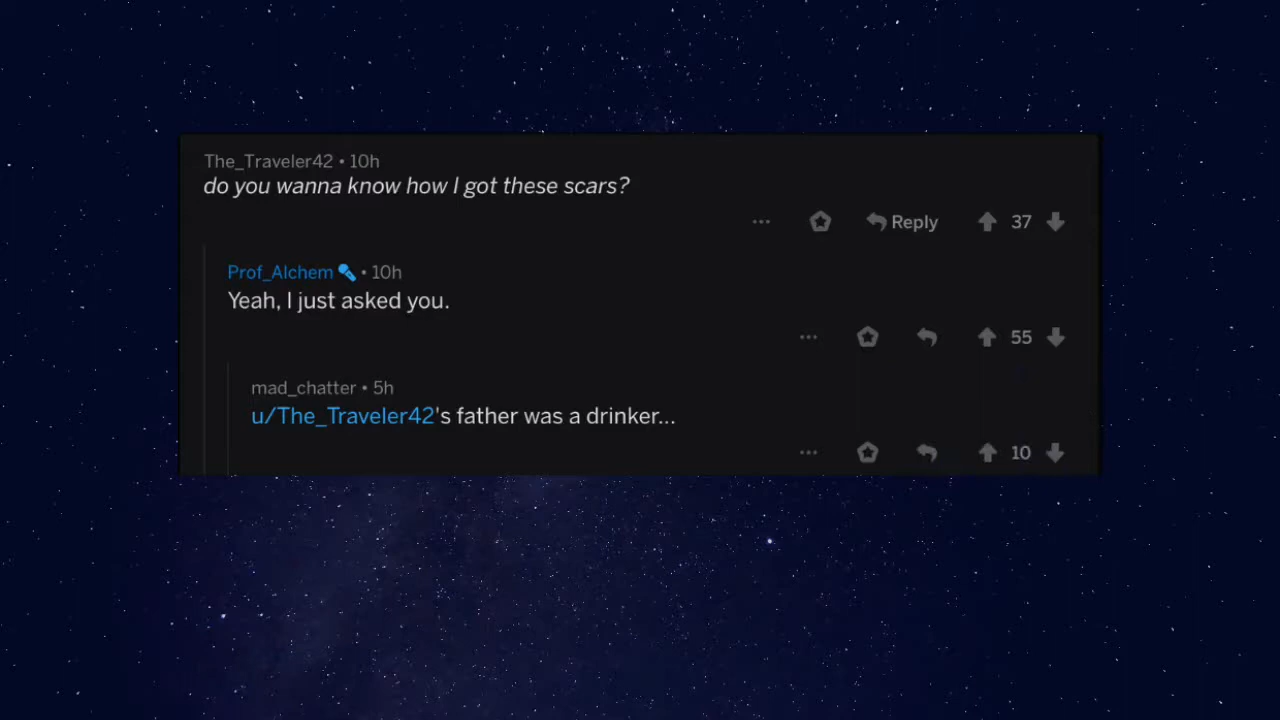 The_Traveler42 • 10h
do you wanna know how I got these scars?
Reply 37
Prof_Alchem • 10h
Yeah, I just asked you.
55
mad_chatter • 5h
u/The_Traveler42's father was a drinker...
10